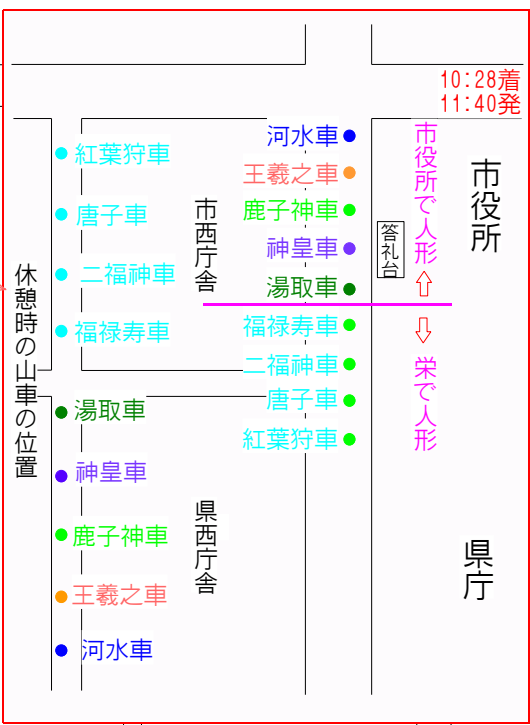 10:28着
11:40発
市役所
市役所で人形
答礼台
栄で人形
県庁
河水車
王羲之車
鹿子神車
神皇車
湯取車
福禄寿車
二福神車
唐子車
紅葉狩車
市西庁舎
県西庁舎
紅葉狩車
唐子車
二福神車
福禄寿車
湯取車
神皇車
鹿子神車
王羲之車
河水車
休憩時の山車の位置